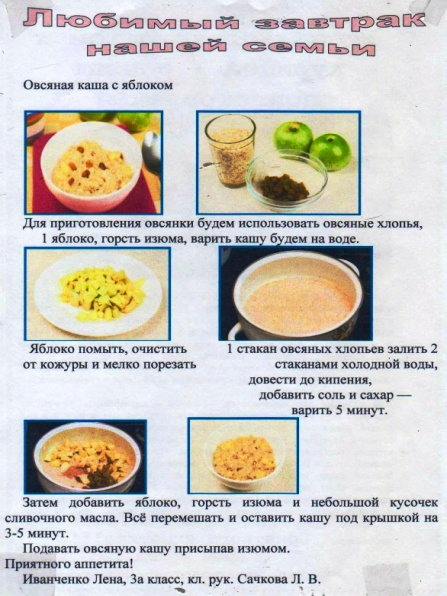 Любимый завтрак
нашей семьи
Овсяная каша с яблоком
Для приготовления овсянки будем использовать овсяные хлопья,
1 яблоко, горсть изюма, варить кашу будем на воде.
Яблоко помыть, очистить
от кожуры и мелко порезать
1 стакан овсяных хлопьев залить 2
стаканами холодной воды,
довести до кипения,
добавить соль и сахар —
варить 5 минут.
Затем добавить яблоко, горсть изюма и небольшой кусочек
сливочного масла. Всё перемешать и оставить кашу под крышкой на
3-5 минут.
Подавать овсяную кашу присыпав изюмом.
Приятного аппетита!
Иванченко Лена, 3а класс, кл. рук. Сачкова Л. В.